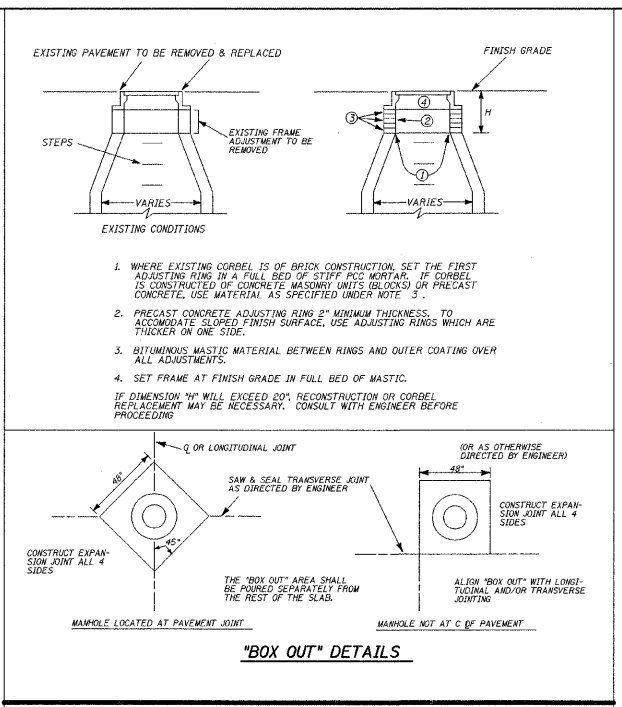 EXISTING PAVEMENT TO BE REMOVED & REPLACED
FINISH GRADE
STEPS
EXISTING FRAME
ADJUSTMENT TO BE
REMOVED
VARIES
EXISTING CONDITIONS
3
4
2
H
1
VARIES
1. WHERE EXISTING CORBEL IS OF BRICK CONSTRUCTION, SET THE FIRST
ADJUSTING RING IN A FULL BED OF STIFF PCC MORTAR. IF CORBEL
IS CONSTRUCTED OF CONCRETE MASONRY UNITS (BLOCKS) OR PRECAST
CONCRETE, USE MATERIAL AS SPECIFIED UNDER NOTE 3 .
2. PRECAST CONCRETE ADJUSTING RING 2" MINIMUM THICKNESS. TO
ACCOMODATE SLOPED FINISH SURFACE, USE ADJUSTING RINGS WHICH ARE
THICKER ON ONE SIDE.
3. BITUMINOUS MASTIC MATERIAL BETWEEN RINGS AND OUTER COATING OVER
ALL ADJUSTMENTS.
4. SET FRAME AT FINISH GRADE IN FULL BED OF MASTIC.
IF DIMENSION "H" WILL EXCEED 20", RECONSTRUCTION OR CORBEL
REPLACEMENT MAY BE NECESSARY. CONSULT WITH ENGINEER BEFORE
PROCEEDING
℄ OR LONGITUDINAL JOINT
48"
SAW & SEAL TRANSVERSE JOINT
AS DIRECTED BY ENGINEER
45°
CONSTRUCT EXPAN-
SION JOINT ALL 4
SIDES
THE "BOX OUT" AREA SHALL
BE POURED SEPARATELY FROM
THE REST OF THE SLAB.
MANHOLE LOCATED AT PAVEMENT JOINT
(OR AS OTHERWISE
DIRECTED BY ENGINEER)
48"
CONSTRUCT EXPAN-
SION JOINT ALL 4
SIDES
ALIGN "BOX OUT" WITH LONGI-
TUDINAL AND/OR TRANSVERSE
JOINTING
MANHOLE NOT AT ℄ OF PAVEMENT
"BOX OUT" DETAILS